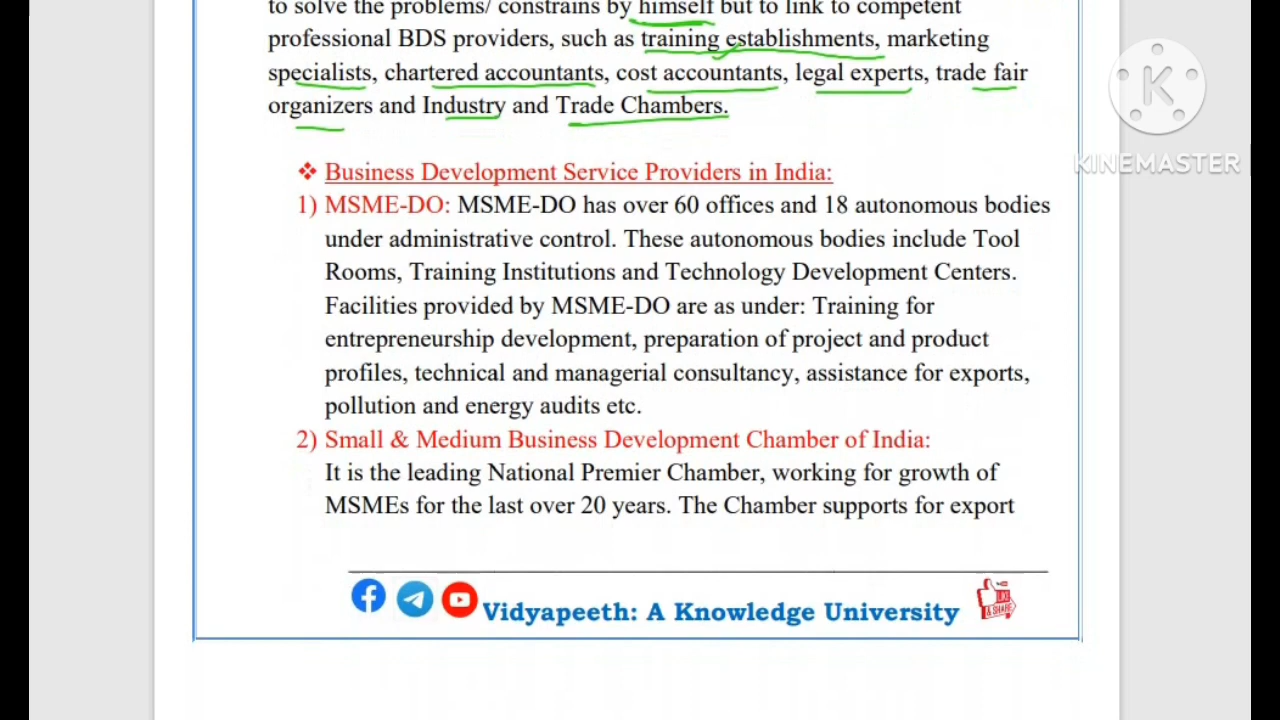 to solve the problems/ constrains by himself but to link to competent
professional BDS providers, such as training establishments, marketing
specialists, chartered accountants, cost accountants, legal experts, trade fair
organizers and Industry and Trade Chambers.
K
KINEMASTER
❖ Business Development Service Providers in India:
1) MSME-DO: MSME-DO has over 60 offices and 18 autonomous bodies
under administrative control. These autonomous bodies include Tool
Rooms, Training Institutions and Technology Development Centers.
Facilities provided by MSME-DO are as under: Training for
entrepreneurship development, preparation of project and product
profiles, technical and managerial consultancy, assistance for exports,
pollution and energy audits etc.
2) Small & Medium Business Development Chamber of India:
It is the leading National Premier Chamber, working for growth of
MSMEs for the last over 20 years. The Chamber supports for export
Vidyapeeth: A Knowledge University
LIKE
& SHARE